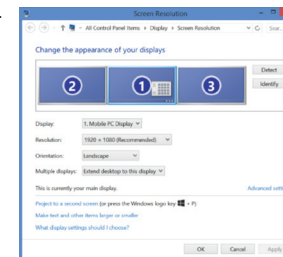 Screen Resolution
All Control Panel Items › Display › Screen Resolution
Change the appearance of your displays
2
1
3
Detect
Identify
Display: 1. Mobile PC Display
Resolution: 1920 × 1080 (Recommended)
Orientation: Landscape
Multiple displays: Extend desktop to this display
This is currently your main display.
Advanced sett
Project to a second screen (or press the Windows logo key + P)
Make text and other items larger or smaller
What display settings should I choose?
OK Cancel Apply